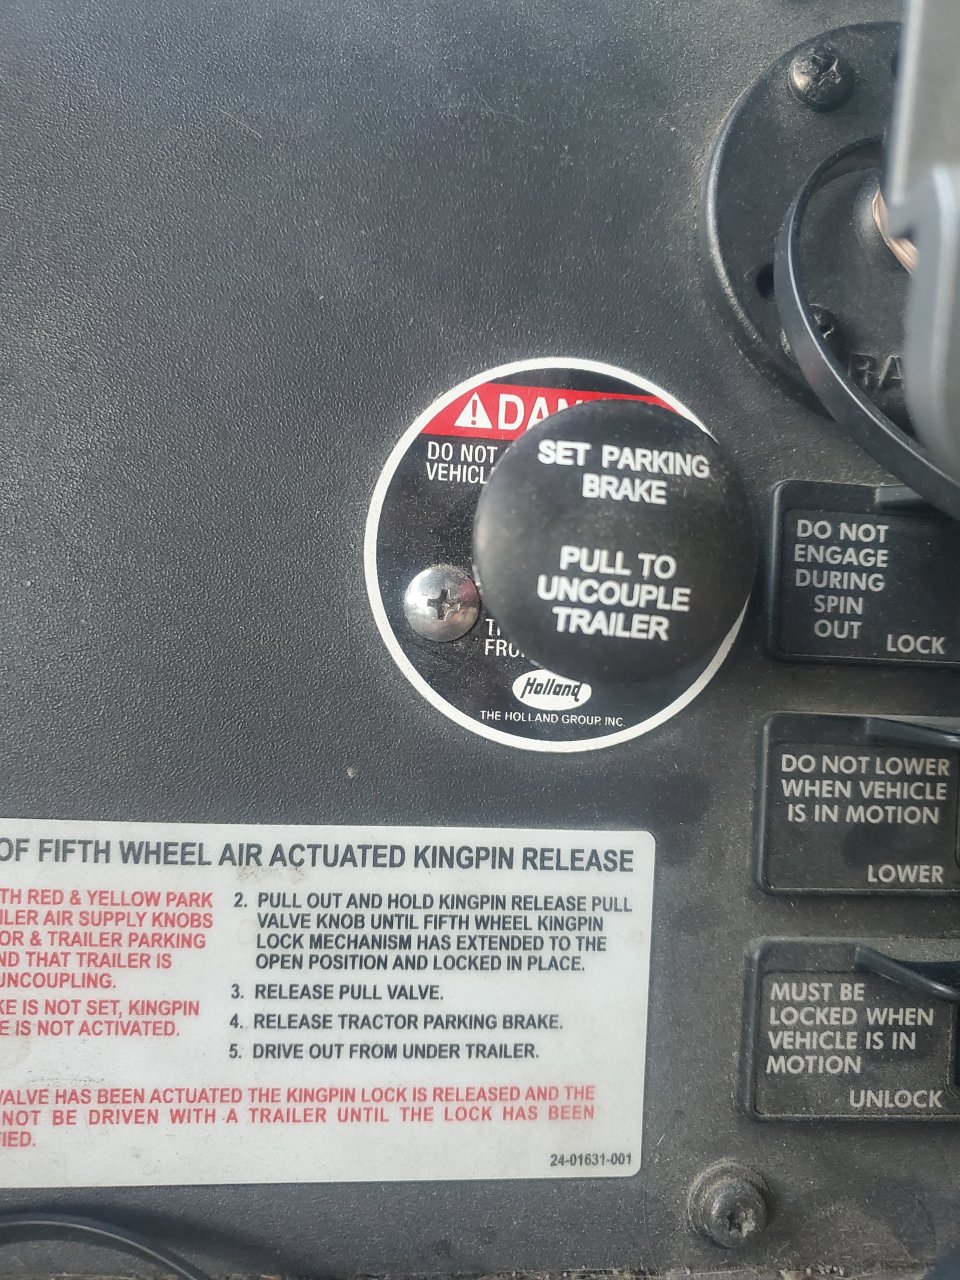 RA
DO NOT
VEHICL
SET PARKING
BRAKE
PULL TO
UNCOUPLE
TRAILER
Holland
THE HOLLAND GROUP, INC.
DO NOT
ENGAGE
DURING
SPIN
OUT
LOCK
DO NOT LOWER
WHEN VEHICLE
IS IN MOTION
LOWER
MUST BE
LOCKED WHEN
VEHICLE IS IN
MOTION
UNLOCK
OF FIFTH WHEEL AIR ACTUATED KINGPIN RELEASE
TH RED & YELLOW PARK
ILER AIR SUPPLY KNOBS
OR & TRAILER PARKING
ND THAT TRAILER IS
UNCOUPLING.
KE IS NOT SET, KINGPIN
E IS NOT ACTIVATED.
2. PULL OUT AND HOLD KINGPIN RELEASE PULL
VALVE KNOB UNTIL FIFTH WHEEL KINGPIN
LOCK MECHANISM HAS EXTENDED TO THE
OPEN POSITION AND LOCKED IN PLACE.
3. RELEASE PULL VALVE.
4. RELEASE TRACTOR PARKING BRAKE.
5. DRIVE OUT FROM UNDER TRAILER.
VALVE HAS BEEN ACTUATED THE KINGPIN LOCK IS RELEASED AND THE
NOT BE DRIVEN WITH A TRAILER UNTIL THE LOCK HAS BEEN
FIED.
24-01631-001